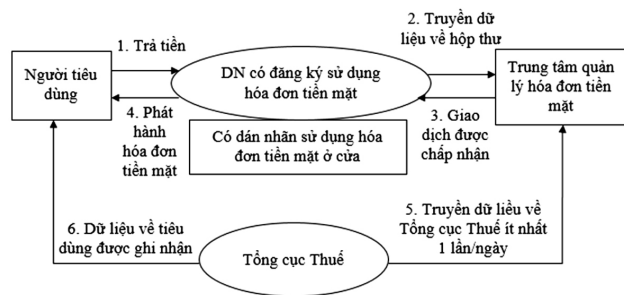 1. Trả tiền
2. Truyền dữ
liệu về hộp thư
Người tiêu
dùng
DN có đăng ký sử dụng
hóa đơn tiền mặt
Trung tâm quản
lý hóa đơn tiền
mặt
4. Phát
hành
hóa đơn
tiền mặt
Có dán nhãn sử dụng hóa
đơn tiền mặt ở cửa
3. Giao
dịch được
chấp nhận
6. Dữ liệu về tiêu
dùng được ghi nhận
Tổng cục Thuế
5. Truyền dữ liều về
Tổng cục Thuế ít nhất
1 lần/ngày